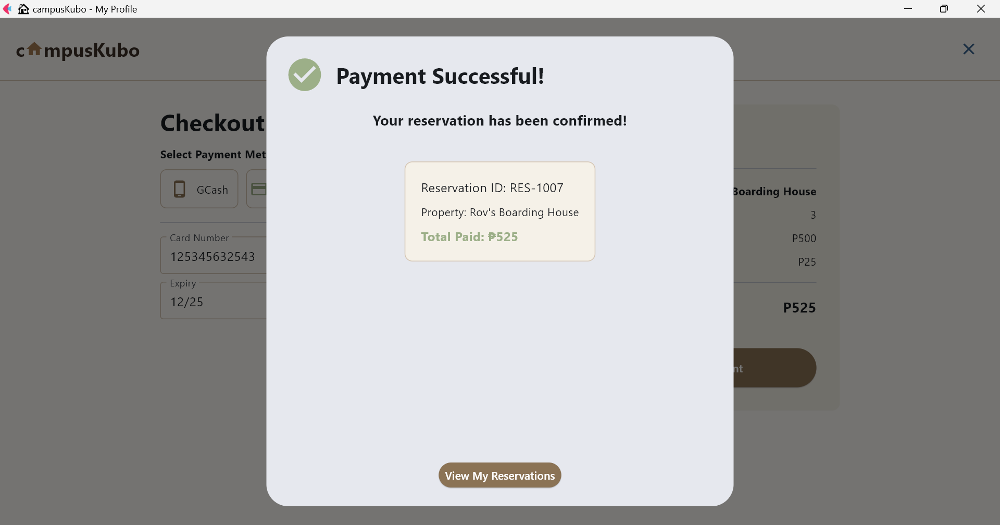 campusKubo - My Profile
campusKubo
Payment Successful!
Your reservation has been confirmed!
Reservation ID: RES-1007
Property: Rov's Boarding House
Total Paid: ₱525
View My Reservations
Checkout
Select Payment Met
GCash
Card Number
125345632543
Expiry
12/25
Boarding House
3
P500
P25
P525
nt